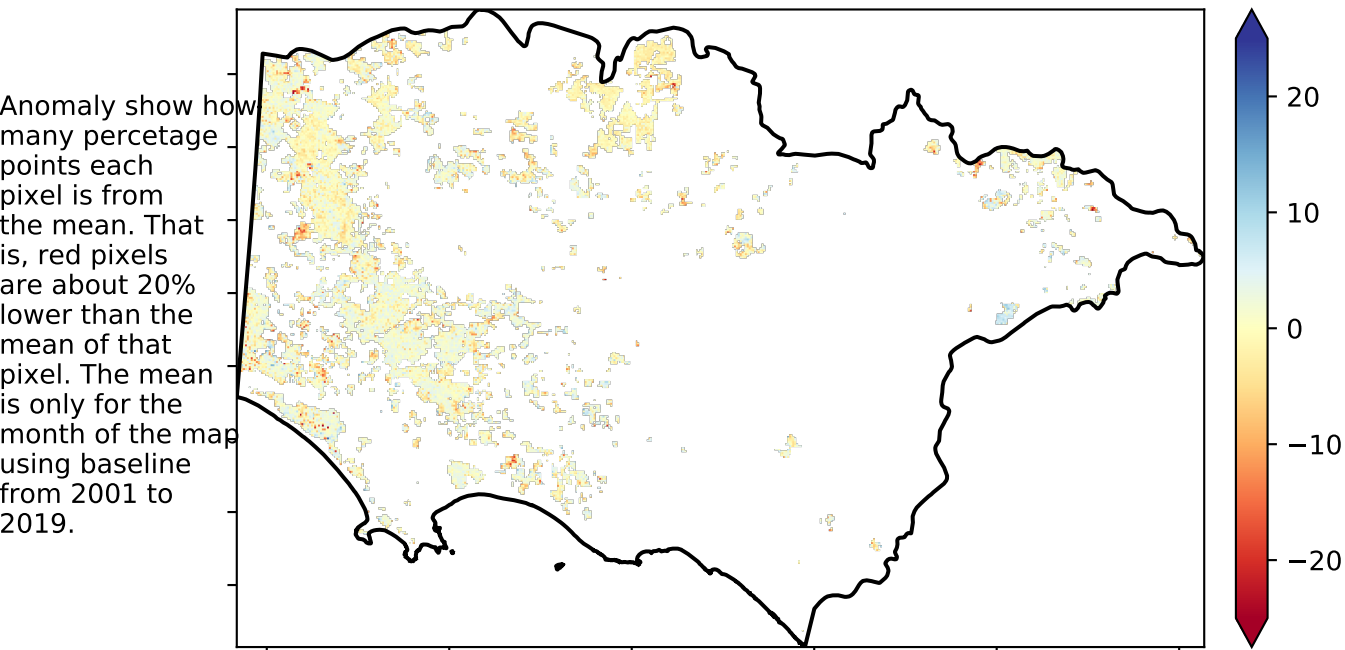 Anomaly show how
many percetage
points each
pixel is from
the mean. That
is, red pixels
are about 20%
lower than the
mean of that
pixel. The mean
is only for the
month of the map
using baseline
from 2001 to
2019.
20
10
0
−10
−20